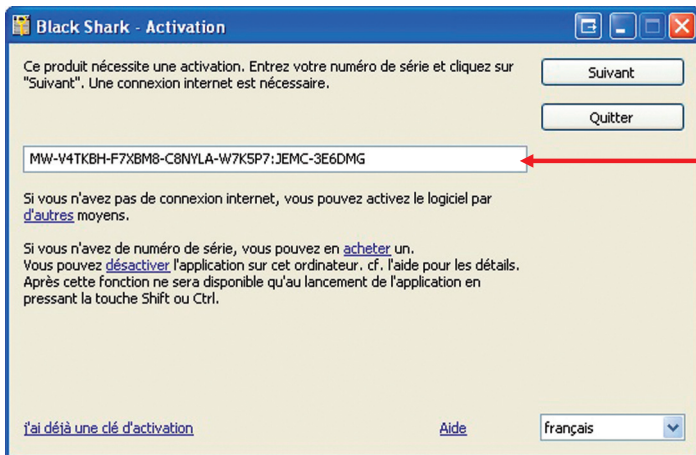 Black Shark - Activation
Ce produit nécessite une activation. Entrez votre numéro de série et cliquez sur
"Suivant". Une connexion internet est nécessaire.
Suivant
Quitter
MW-V4TKBH-F7XBM8-C8NYLA-W7K5P7:JEMC-3E6DMG
Si vous n'avez pas de connexion internet, vous pouvez activez le logiciel par
d'autres moyens.
Si vous n'avez de numéro de série, vous pouvez en acheter un.
Vous pouvez désactiver l'application sur cet ordinateur. cf. l'aide pour les détails.
Après cette fonction ne sera disponible qu'au lancement de l'application en
pressant la touche Shift ou Ctrl.
j'ai déjà une clé d'activation
Aide
français